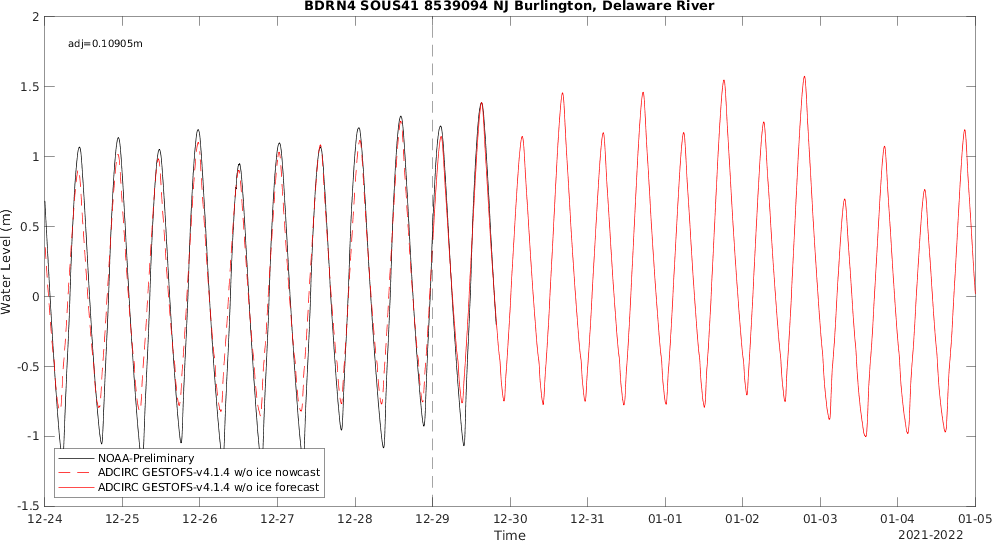 BDRN4 SOUS41 8539094 NJ Burlington, Delaware River
2
adj=0.10905m
1.5
1
0.5
0
-0.5
-1
-1.5
Water Level (m)
NOAA-Preliminary
ADCIRC GESTOFS-v4.1.4 w/o ice nowcast
ADCIRC GESTOFS-v4.1.4 w/o ice forecast
12-24 12-25 12-26 12-27 12-28 12-29 12-30 12-31 01-01 01-02 01-03 01-04 01-05
Time
2021-2022